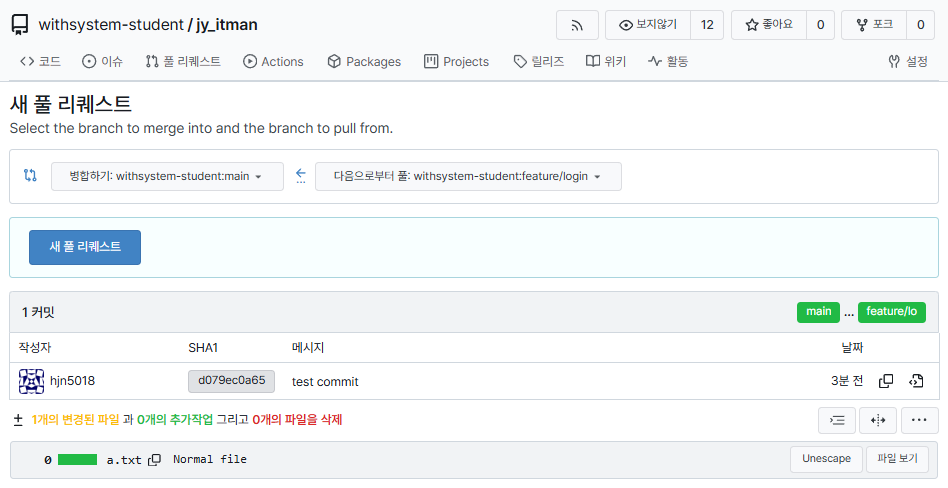 withsystem-student / jy_itman
보지않기 12 좋아요 0 포크 0
코드 이슈 풀 리퀘스트 Actions Packages Projects 릴리즈 위키 활동 설정
새 풀 리퀘스트
Select the branch to merge into and the branch to pull from.
병합하기: withsystem-student:main ... 다음으로부터 풀: withsystem-student:feature/login
새 풀 리퀘스트
1 커밋 main ... feature/lo
작성자 SHA1 메시지 날짜
hjn5018 d079ec0a65 test commit 3분 전
1개의 변경된 파일 과 0개의 추가작업 그리고 0개의 파일을 삭제
0 a.txt Normal file Unescape 파일 보기